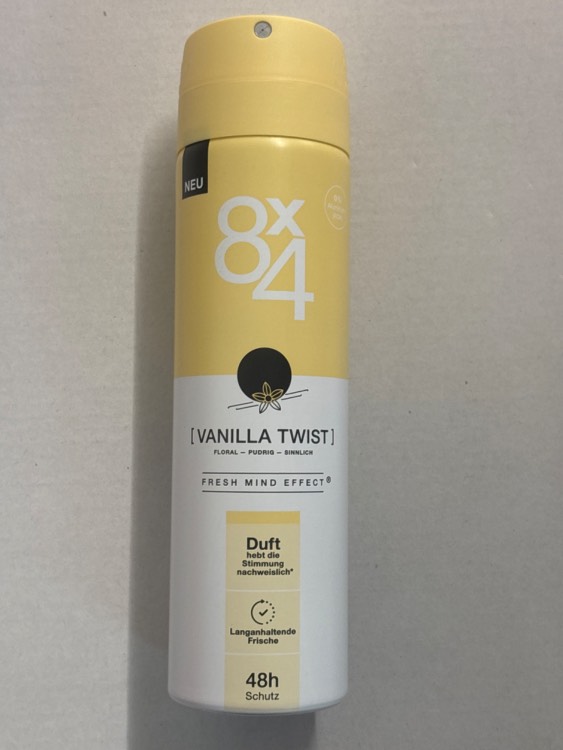 NEU
8x4
[VANILLA TWIST]
FLORAL – PUDRIG – SINNLICH
FRESH MIND EFFECT®
Duft
hebt die
Stimmung
nachweislich*
Langanhaltende
Frische
48h
Schutz